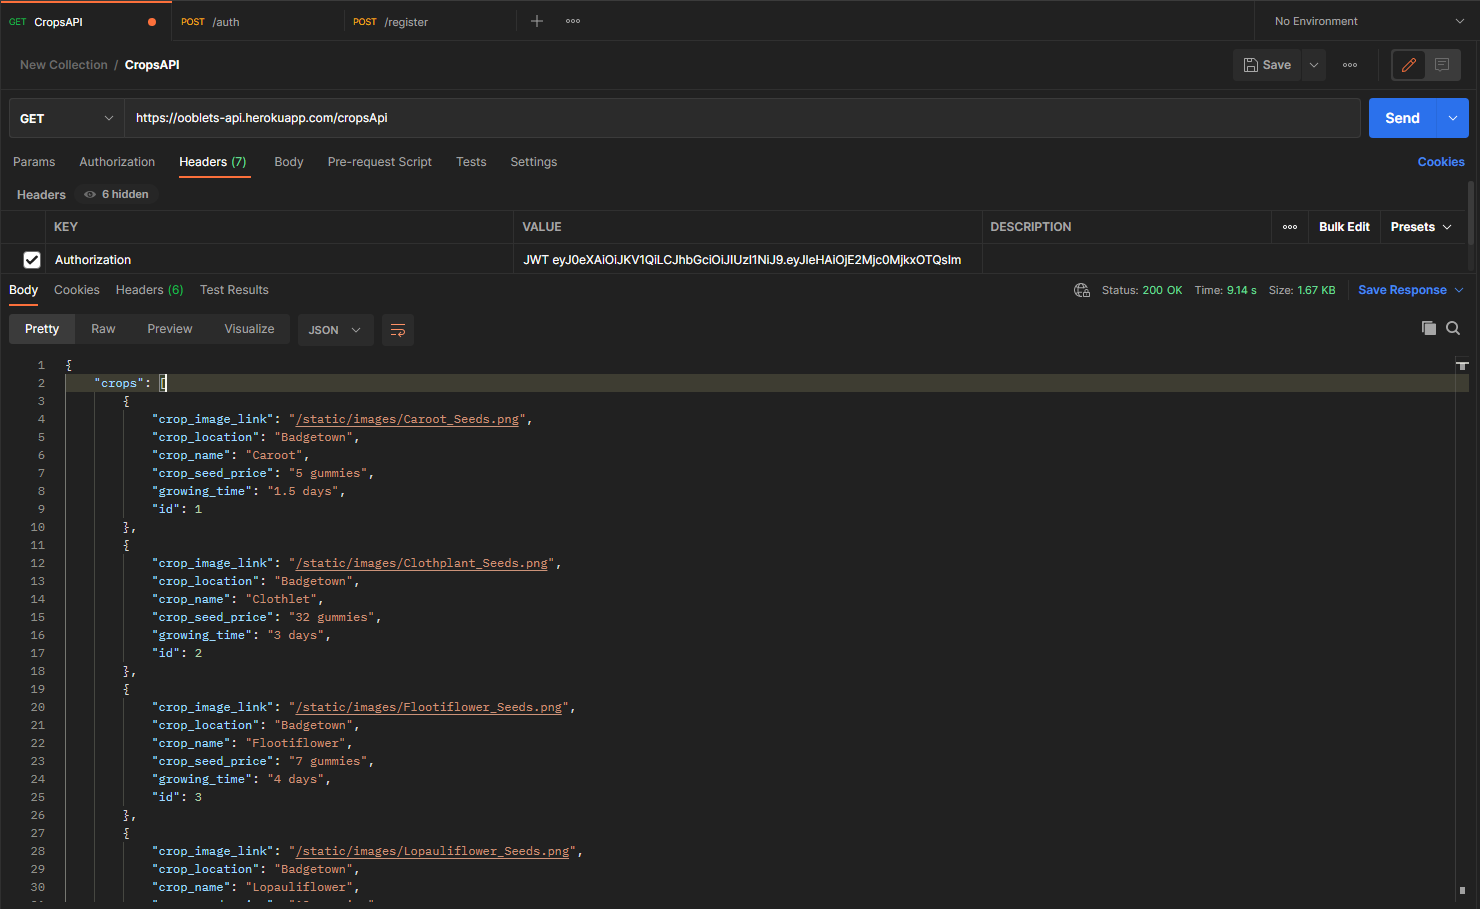 GET CropsAPI POST /auth POST /register No Environment
New Collection / CropsAPI Save
GET https://ooblets-api.herokuapp.com/cropsApi Send
Params Authorization Headers (7) Body Pre-request Script Tests Settings Cookies
Headers 6 hidden
KEY VALUE DESCRIPTION Bulk Edit Presets
Authorization JWT eyJ0eXAiOiJKV1QiLCJhbGciOiJIUzI1NiJ9.eyJleHAiOjE2Mjc0MjkxOTQsIm
Body Cookies Headers (6) Test Results Status: 200 OK Time: 9.14 s Size: 1.67 KB Save Response
Pretty Raw Preview Visualize JSON
1 {
2 "crops": [
3 {
4 "crop_image_link": "/static/images/Caroot_Seeds.png",
5 "crop_location": "Badgetown",
6 "crop_name": "Caroot",
7 "crop_seed_price": "5 gummies",
8 "growing_time": "1.5 days",
9 "id": 1
10 },
11 {
12 "crop_image_link": "/static/images/Clothplant_Seeds.png",
13 "crop_location": "Badgetown",
14 "crop_name": "Clothlet",
15 "crop_seed_price": "32 gummies",
16 "growing_time": "3 days",
17 "id": 2
18 },
19 {
20 "crop_image_link": "/static/images/Flootiflower_Seeds.png",
21 "crop_location": "Badgetown",
22 "crop_name": "Flootiflower",
23 "crop_seed_price": "7 gummies",
24 "growing_time": "4 days",
25 "id": 3
26 },
27 {
28 "crop_image_link": "/static/images/Lopauliflower_Seeds.png",
29 "crop_location": "Badgetown",
30 "crop_name": "Lopauliflower",